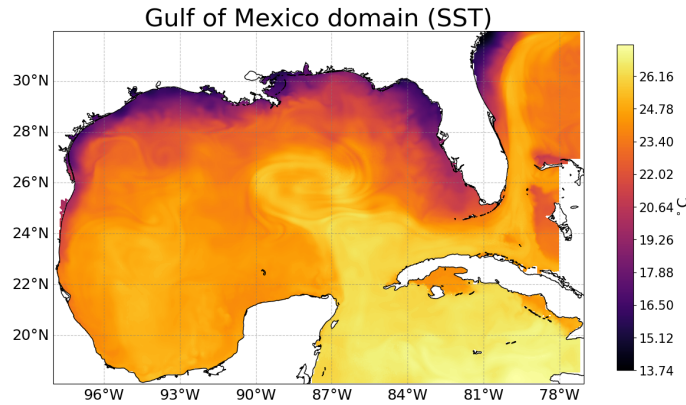 Gulf of Mexico domain (SST)
30°N
28°N
26°N
24°N
22°N
20°N
96°W 93°W 90°W 87°W 84°W 81°W 78°W
26.16
24.78
23.40
22.02
20.64
19.26
17.88
16.50
15.12
13.74
°C